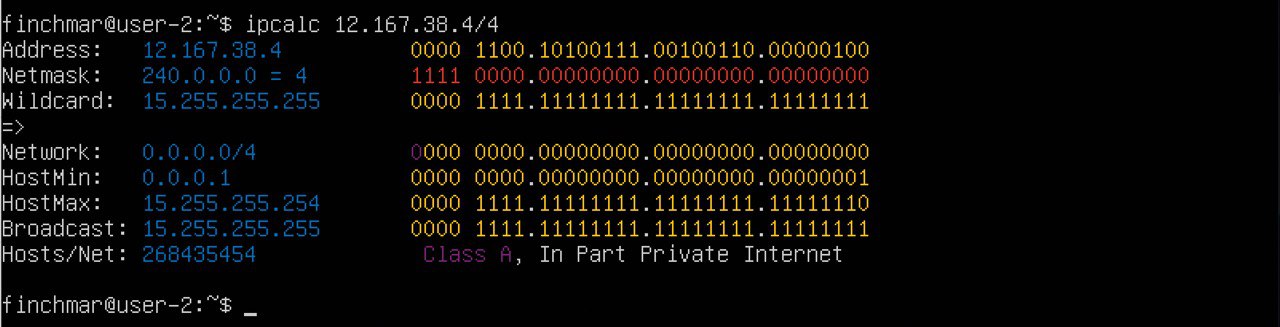 finchmar@user-2:~$ ipcalc 12.167.38.4/4
Address:   12.167.38.4          0000 1100.10100111.00100110.00000100
Netmask:   240.0.0.0 = 4        1111 0000.00000000.00000000.00000000
Wildcard:  15.255.255.255       0000 1111.11111111.11111111.11111111
=>
Network:   0.0.0.0/4            0000 0000.00000000.00000000.00000000
HostMin:   0.0.0.1              0000 0000.00000000.00000000.00000001
HostMax:   15.255.255.254       0000 1111.11111111.11111111.11111110
Broadcast: 15.255.255.255       0000 1111.11111111.11111111.11111111
Hosts/Net: 268435454             Class A, In Part Private Internet
finchmar@user-2:~$ _